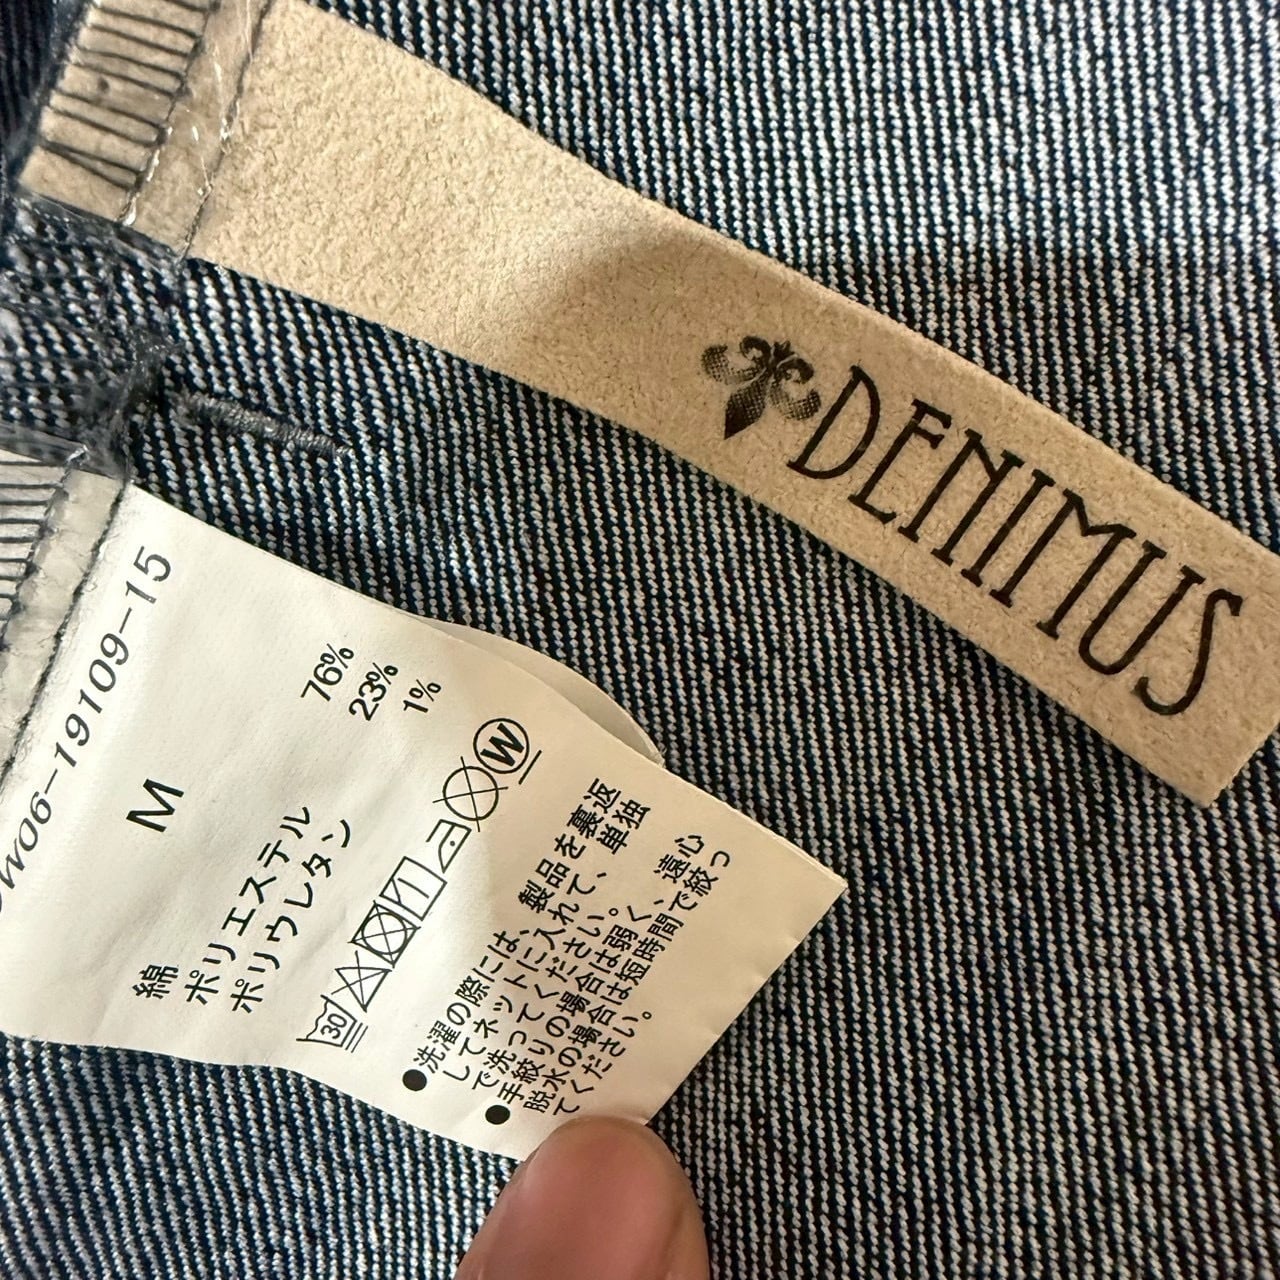 DENIMUS
W06-19109-15
M
綿 76%
ポリエステル 23%
ポリウレタン 1%
30
W
●洗濯の際には、製品を裏返
してネットに入れて、単独
で洗ってください。
●手絞りの場合は弱く、遠心
脱水の場合は短時間で絞っ
てください。